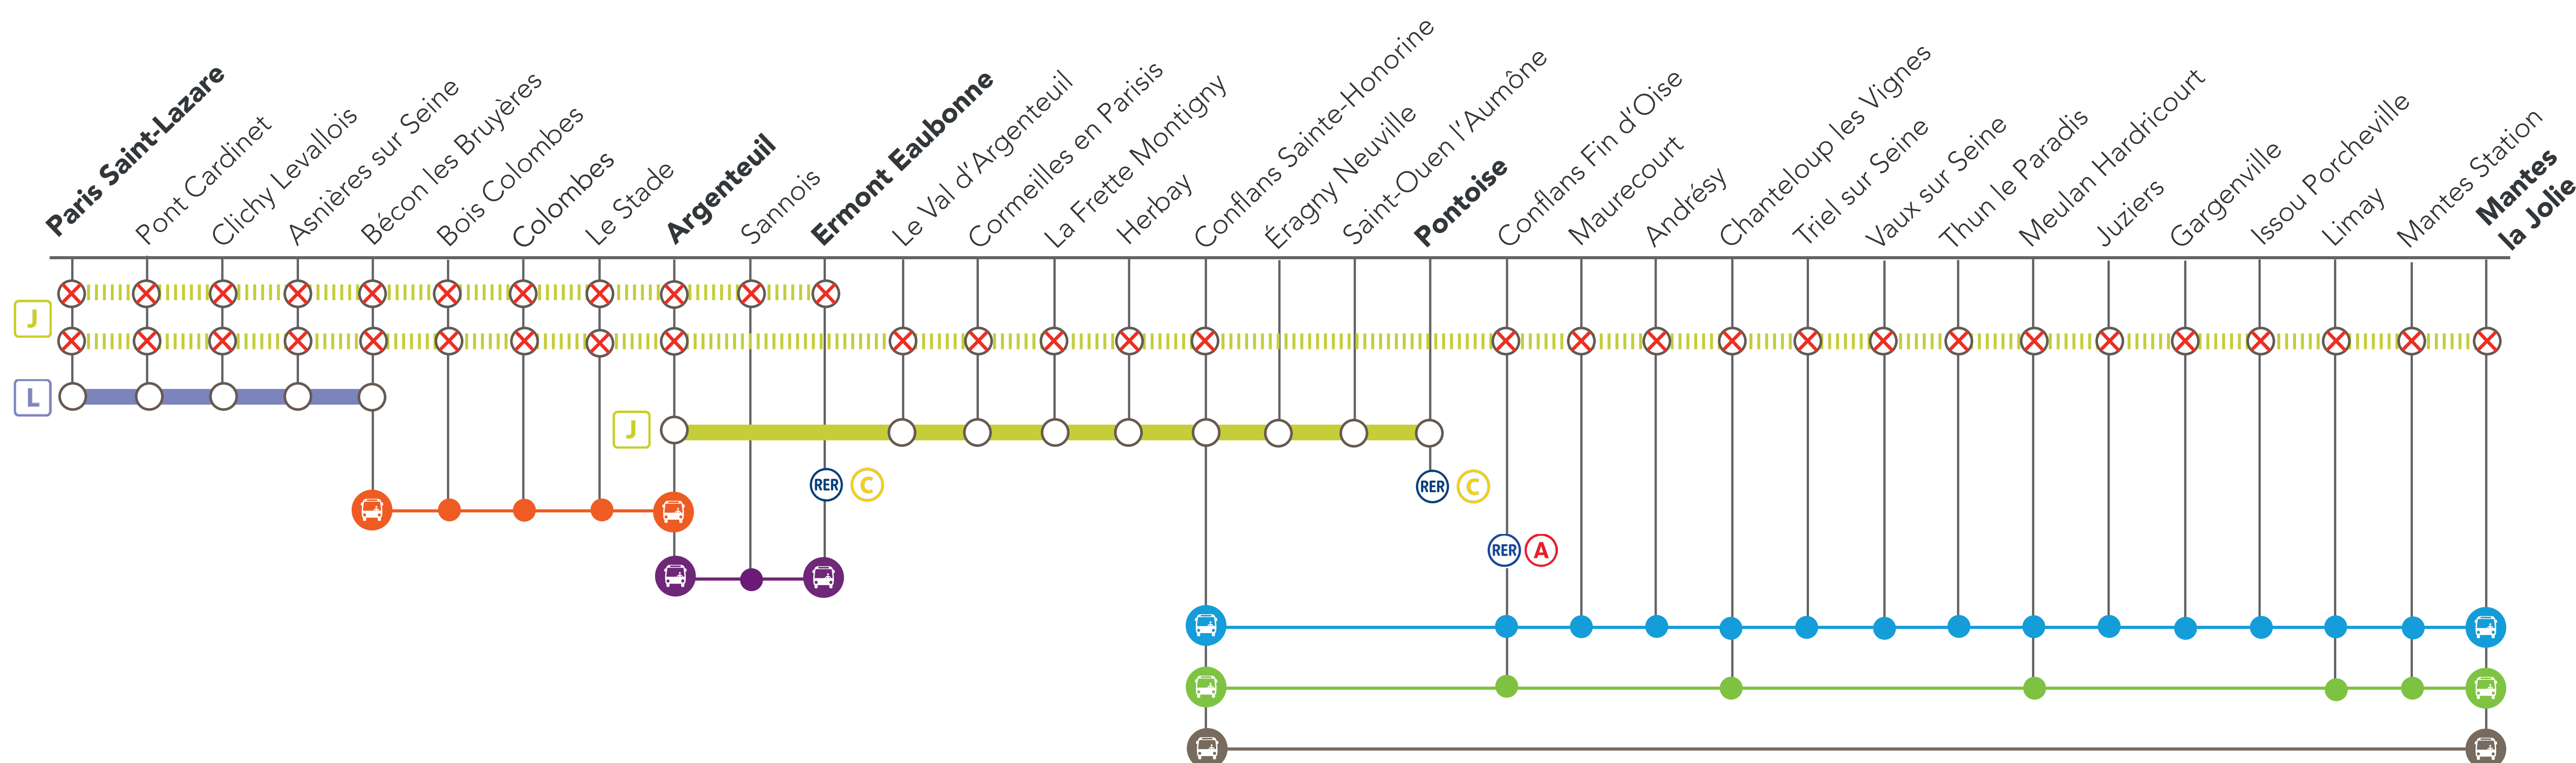 Paris Saint-Lazare
Pont Cardinet
Clichy Levallois
Asnières sur Seine
Bécon les Bruyères
Bois Colombes
Colombes
Le Stade
Argenteuil
Sannois
Ermont Eaubonne
Le Val d’Argenteuil
Cormeilles en Parisis
La Frette Montigny
Herbay
Conflans Sainte-Honorine
Éragny Neuville
Saint-Ouen l’Aumône
Pontoise
Conflans Fin d’Oise
Maurecourt
Andrésy
Chanteloup les Vignes
Triel sur Seine
Vaux sur Seine
Thun le Paradis
Meulan Hardricourt
Juziers
Gargenville
Issou Porcheville
Limay
Mantes Station
Mantes
la Jolie
J
L
J
RER C
RER C
RER A